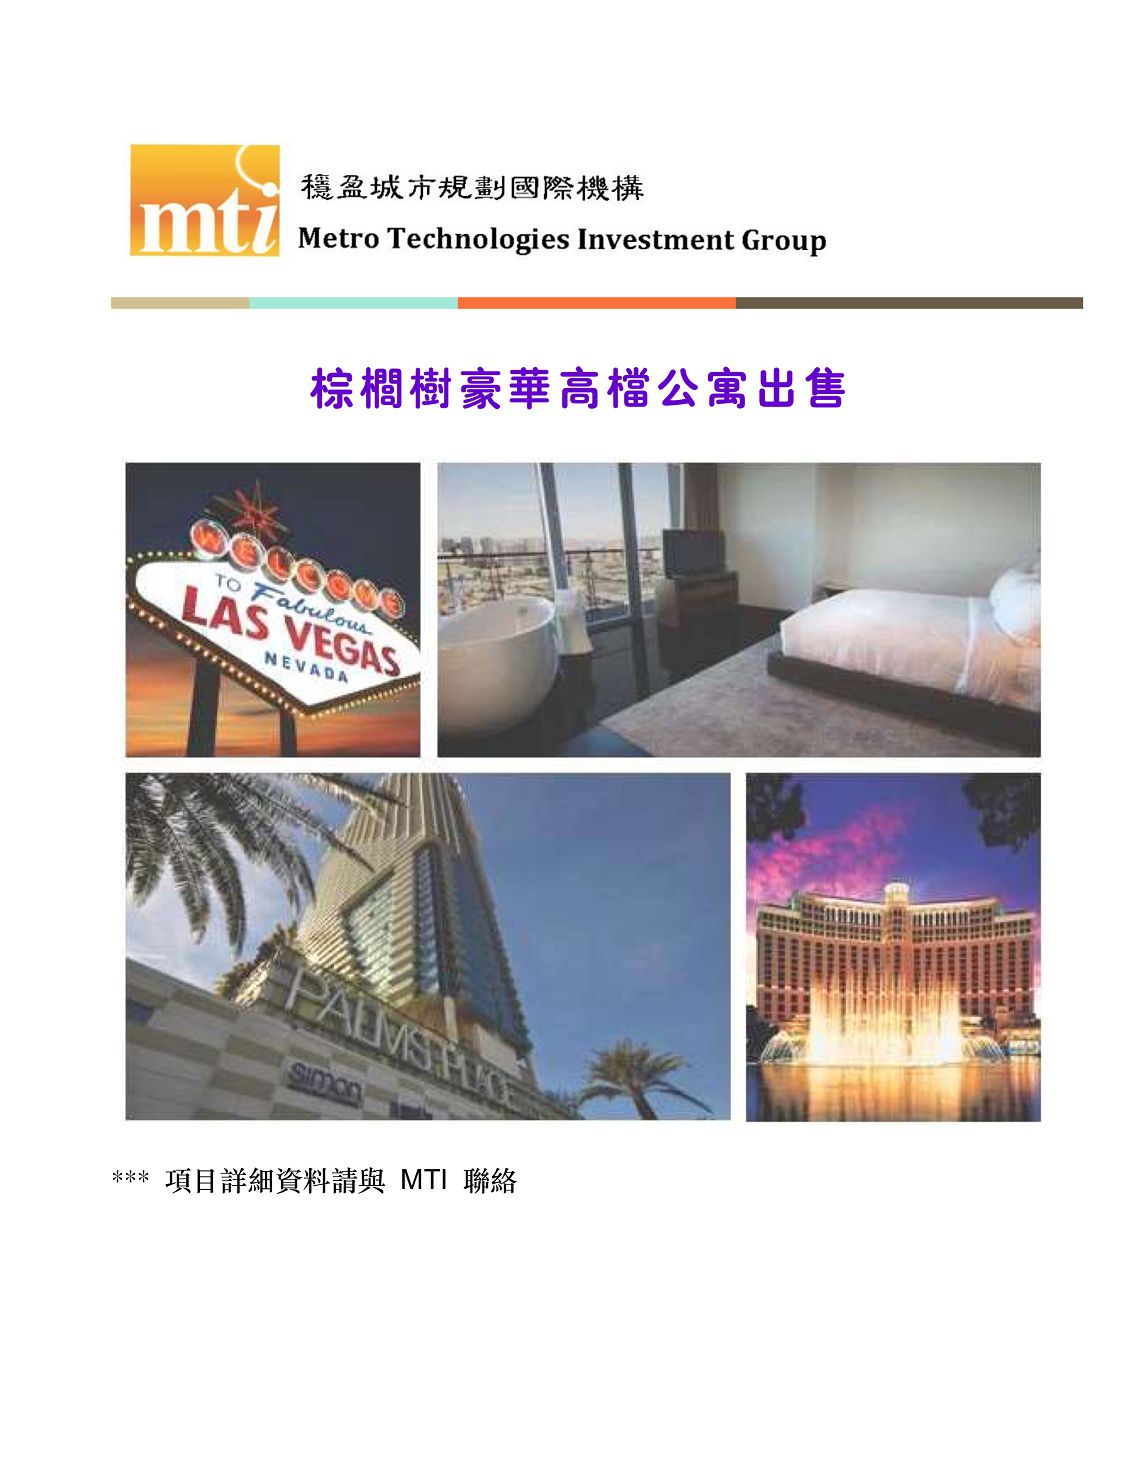 mti
穩盈城市規劃國際機構
Metro Technologies Investment Group
棕櫚樹豪華高檔公寓出售
WELCOME
TO Fabulous
LAS VEGAS
NEVADA
PALMS PLACE
simon
*** 項目詳細資料請與 MTI 聯絡